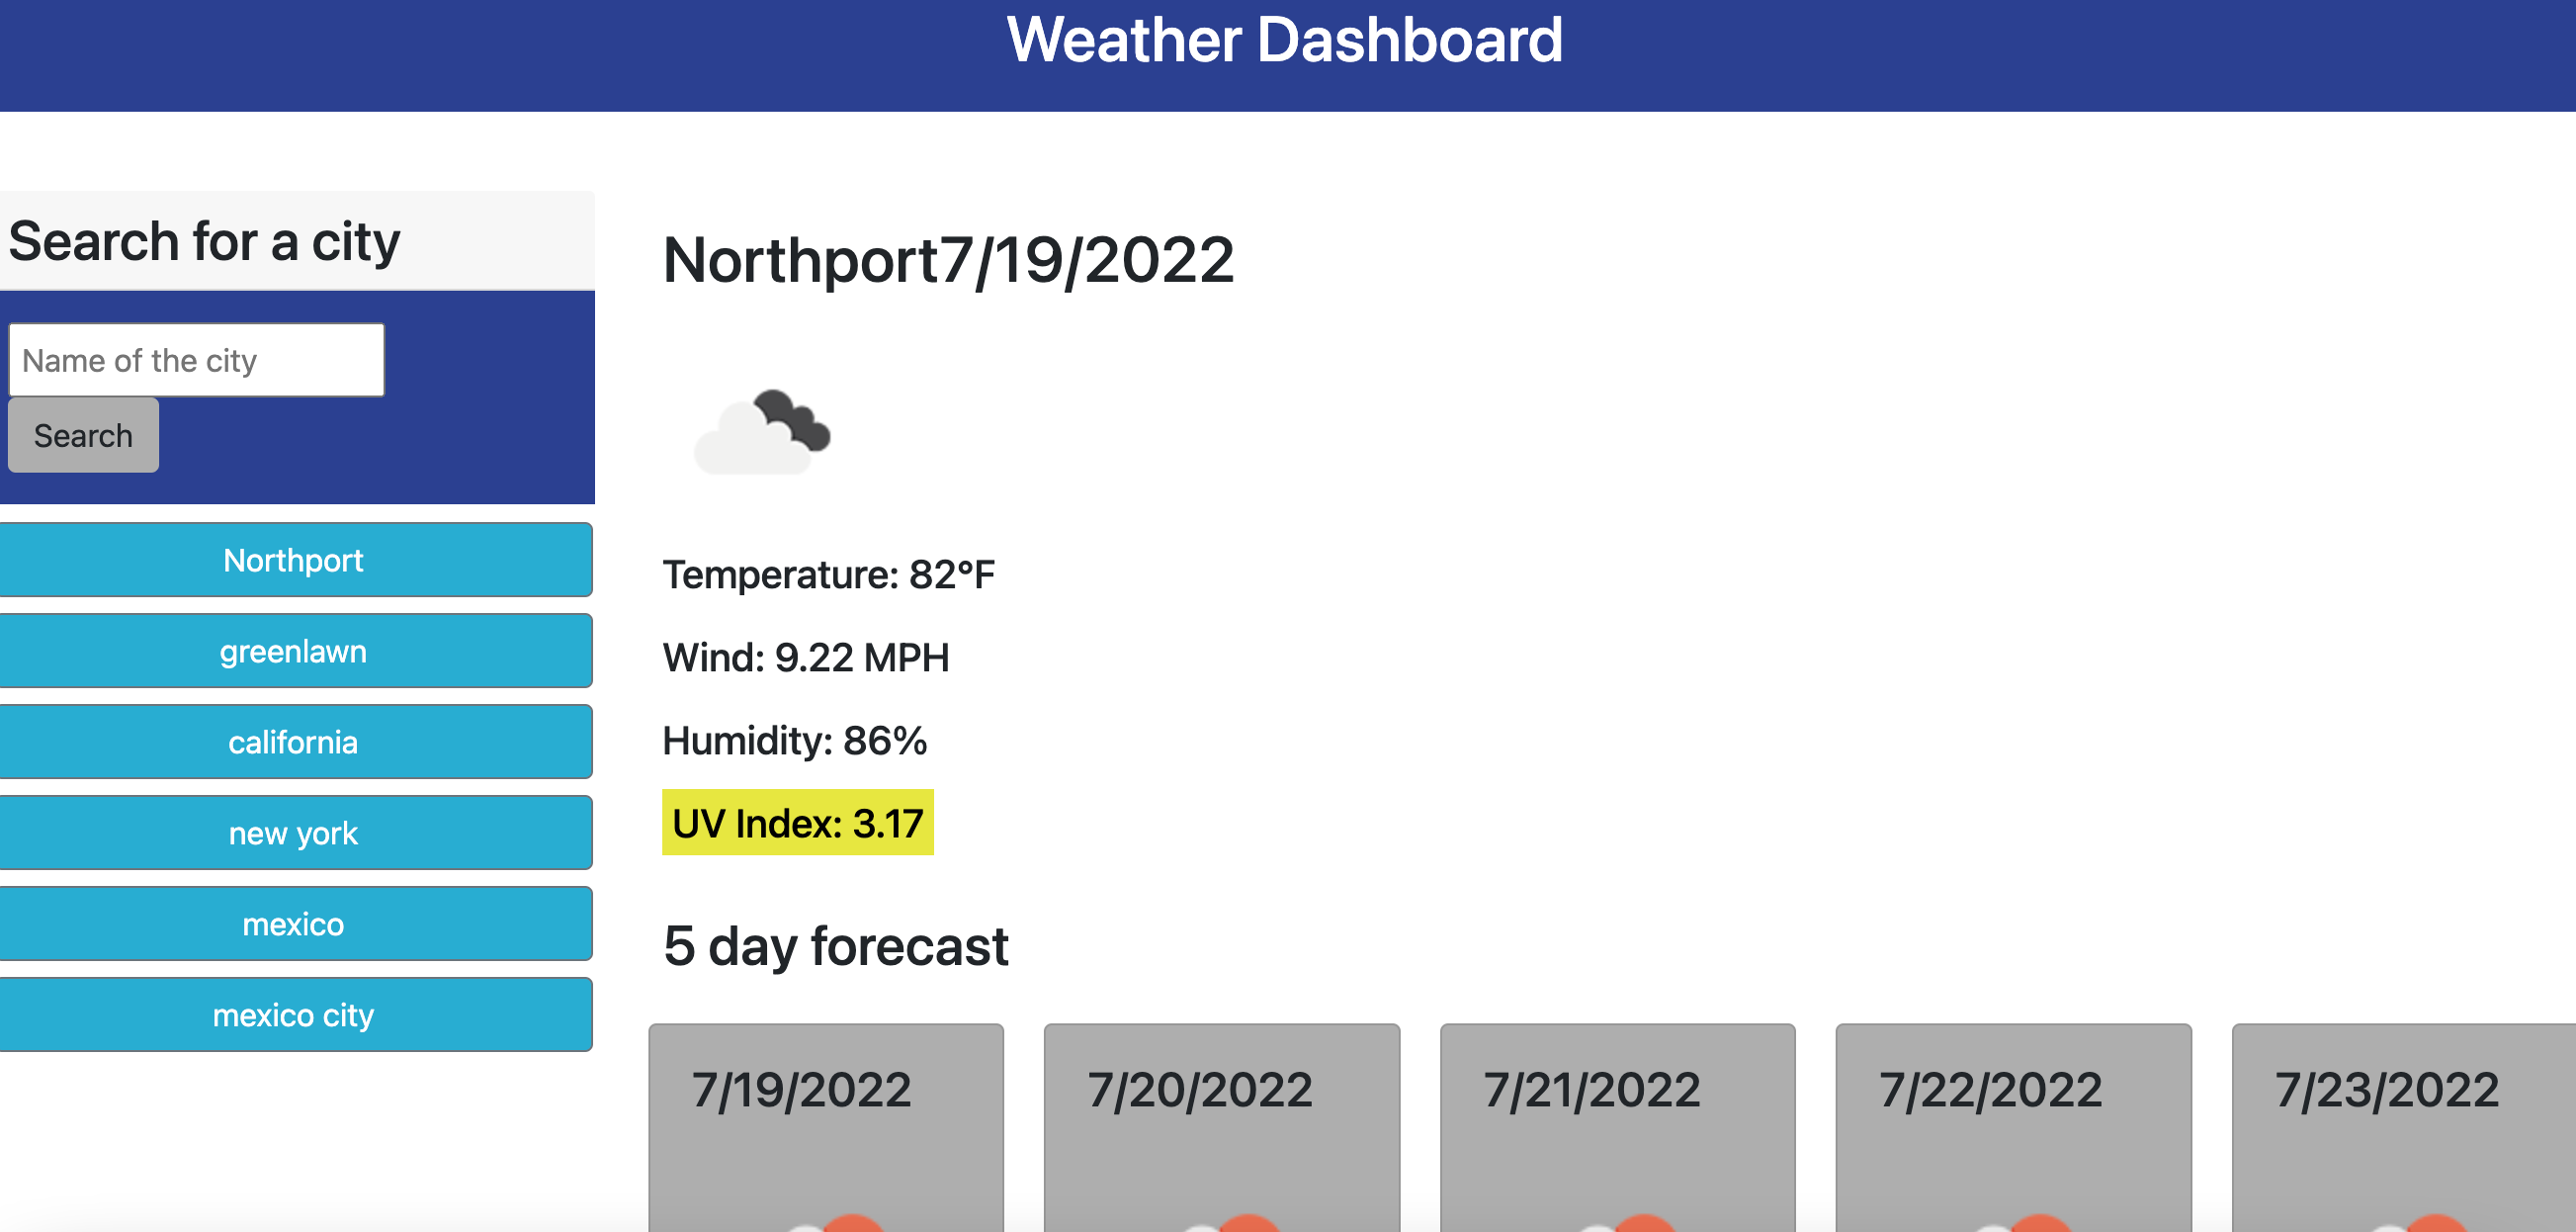 Weather Dashboard
Search for a city
Name of the city
Search
Northport
greenlawn
california
new york
mexico
mexico city
Northport7/19/2022
Temperature: 82°F
Wind: 9.22 MPH
Humidity: 86%
UV Index: 3.17
5 day forecast
7/19/2022
7/20/2022
7/21/2022
7/22/2022
7/23/2022